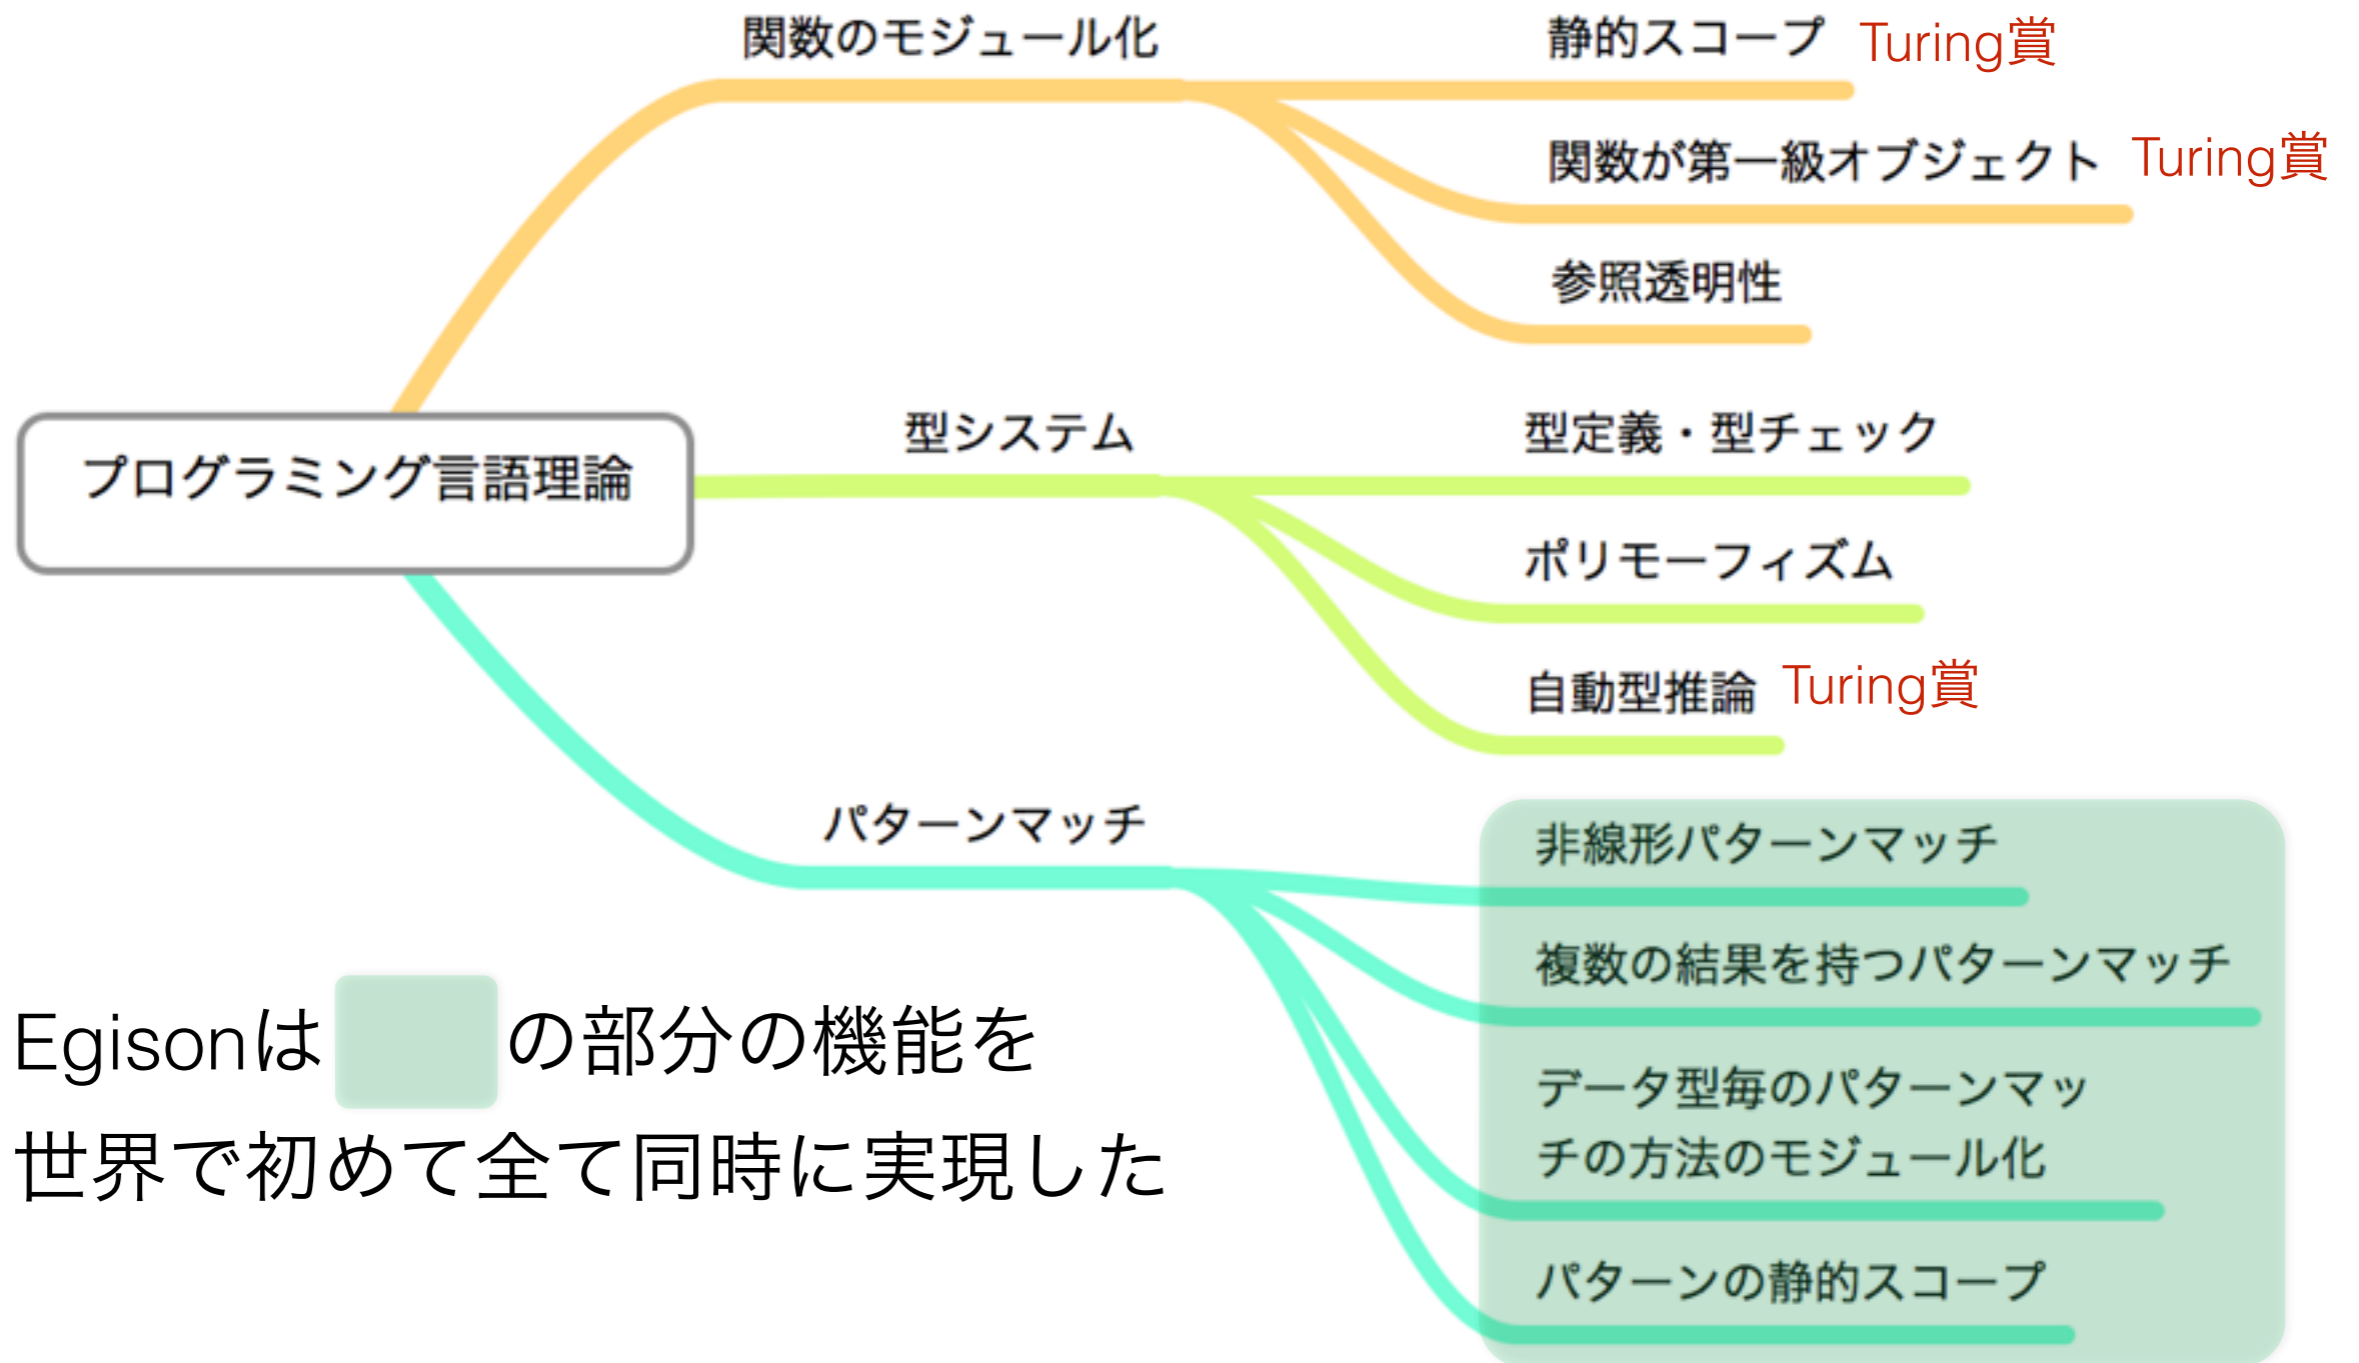 関数のモジュール化
静的スコープ Turing賞
関数が第一級オブジェクト Turing賞
参照透明性
プログラミング言語理論
型システム
型定義・型チェック
ポリモーフィズム
自動型推論 Turing賞
パターンマッチ
非線形パターンマッチ
複数の結果を持つパターンマッチ
データ型毎のパターンマッ
チの方法のモジュール化
パターンの静的スコープ
Egisonは の部分の機能を
世界で初めて全て同時に実現した